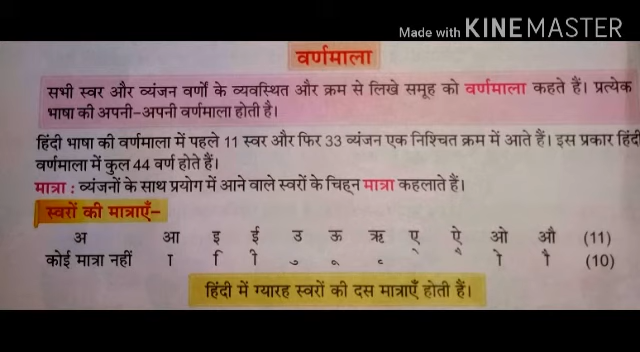 Made with KINEMASTER
वर्णमाला
सभी स्वर और व्यंजन वर्णों के व्यवस्थित और क्रम से लिखे समूह को वर्णमाला कहते हैं। प्रत्येक
भाषा की अपनी-अपनी वर्णमाला होती है।
हिंदी भाषा की वर्णमाला में पहले 11 स्वर और फिर 33 व्यंजन एक निश्चित क्रम में आते हैं। इस प्रकार हिंदी
वर्णमाला में कुल 44 वर्ण होते हैं।
मात्रा : व्यंजनों के साथ प्रयोग में आने वाले स्वरों के चिह्न मात्रा कहलाते हैं।
स्वरों की मात्राएँ-
अ आ इ ई उ ऊ ऋ ए ऐ ओ औ (11)
कोई मात्रा नहीं ा ि ी ु ू ृ े ै ो ौ (10)
हिंदी में ग्यारह स्वरों की दस मात्राएँ होती हैं।